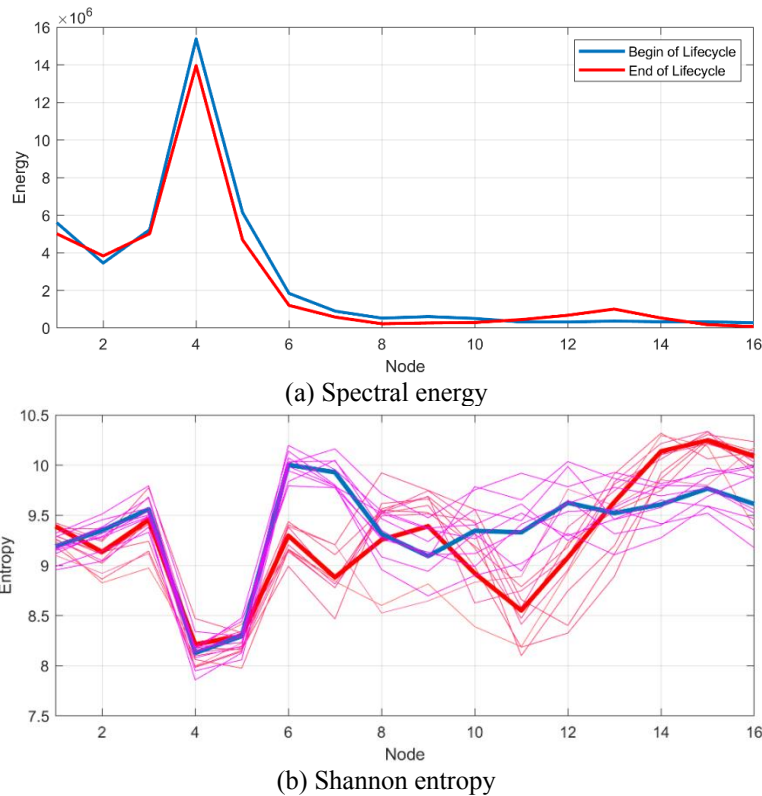 ×10⁶
16
14
12
10
8
6
4
2
0
Energy
Begin of Lifecycle
End of Lifecycle
2 4 6 8 10 12 14 16
Node
(a) Spectral energy
10.5
10
9.5
9
8.5
8
7.5
Entropy
2 4 6 8 10 12 14 16
Node
(b) Shannon entropy